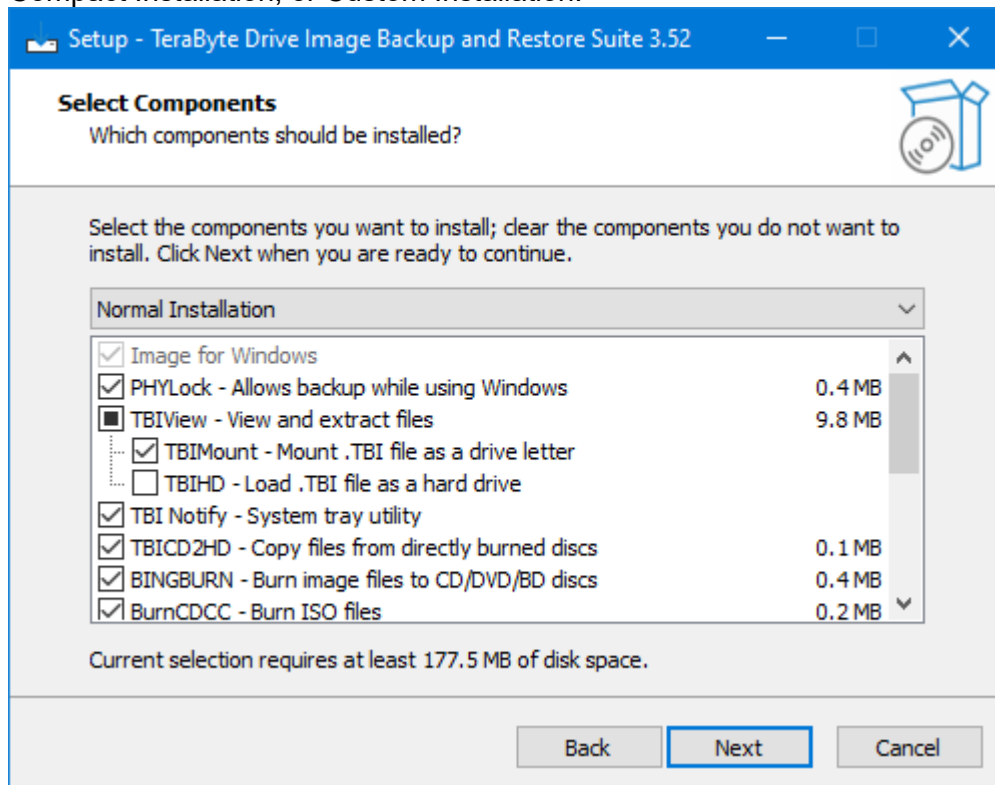 Compact Installation, or Custom Installation.
Setup - TeraByte Drive Image Backup and Restore Suite 3.52
Select Components
Which components should be installed?
Select the components you want to install; clear the components you do not want to
install. Click Next when you are ready to continue.
Normal Installation
Image for Windows
PHYLock - Allows backup while using Windows 0.4 MB
TBIView - View and extract files 9.8 MB
TBIMount - Mount .TBI file as a drive letter
TBIHD - Load .TBI file as a hard drive
TBI Notify - System tray utility
TBICD2HD - Copy files from directly burned discs 0.1 MB
BINGBURN - Burn image files to CD/DVD/BD discs 0.4 MB
BurnCDCC - Burn ISO files 0.2 MB
Current selection requires at least 177.5 MB of disk space.
Back Next Cancel